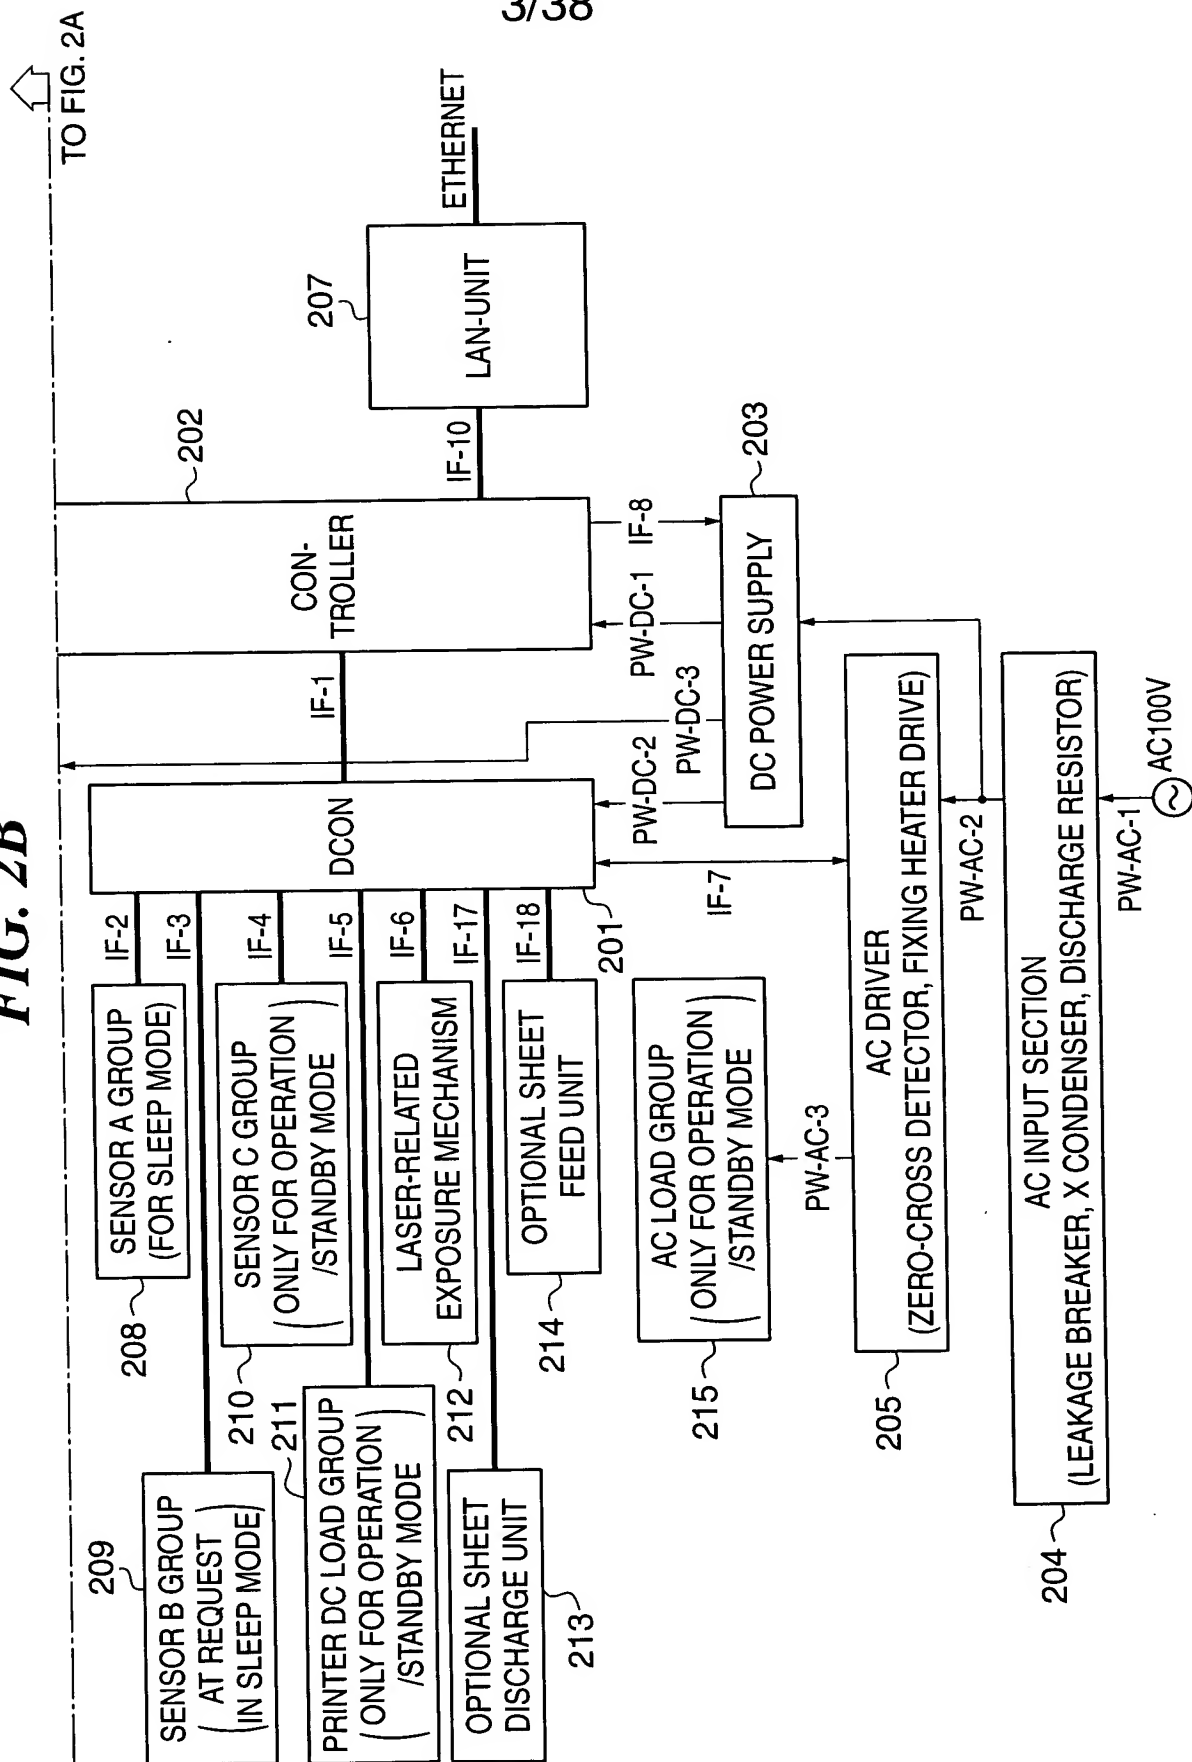 3/38
FIG. 2B
TO FIG. 2A
209
SENSOR B GROUP
(AT REQUEST
IN SLEEP MODE)
208
SENSOR A GROUP
(FOR SLEEP MODE)
IF-2
IF-3
210
SENSOR C GROUP
(ONLY FOR OPERATION
/STANDBY MODE)
IF-4
211
PRINTER DC LOAD GROUP
(ONLY FOR OPERATION
/STANDBY MODE)
IF-5
212
LASER-RELATED
EXPOSURE MECHANISM
IF-6
213
OPTIONAL SHEET
DISCHARGE UNIT
IF-17
214
OPTIONAL SHEET
FEED UNIT
IF-18
201
DCON
IF-1
202
CON-
TROLLER
IF-10
207
LAN-UNIT
ETHERNET
215
AC LOAD GROUP
(ONLY FOR OPERATION
/STANDBY MODE)
PW-AC-3
IF-7
PW-DC-2
PW-DC-3
PW-DC-1
IF-8
203
DC POWER SUPPLY
205
AC DRIVER
(ZERO-CROSS DETECTOR, FIXING HEATER DRIVE)
PW-AC-2
204
AC INPUT SECTION
(LEAKAGE BREAKER, X CONDENSER, DISCHARGE RESISTOR)
PW-AC-1
AC100V